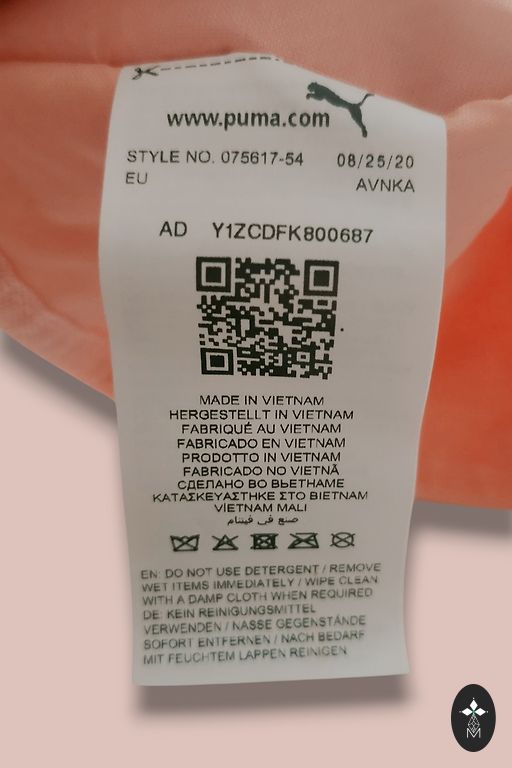 www.puma.com
STYLE NO. 075617-54 08/25/20
EU AVNKA
AD Y1ZCDFK800687
MADE IN VIETNAM
HERGESTELLT IN VIETNAM
FABRIQUÉ AU VIETNAM
FABRICADO EN VIETNAM
PRODOTTO IN VIETNAM
FABRICADO NO VIETNÃ
СДЕЛАНО ВО ВЬЕТНАМЕ
ΚΑΤΑΣΚΕΥΑΣΤΗΚΕ ΣΤΟ ΒΙΕΤΝΑΜ
VİETNAM MALI
صنع في فيتنام
EN: DO NOT USE DETERGENT / REMOVE
WET ITEMS IMMEDIATELY / WIPE CLEAN
WITH A DAMP CLOTH WHEN REQUIRED
DE: KEIN REINIGUNGSMITTEL
VERWENDEN / NASSE GEGENSTÄNDE
SOFORT ENTFERNEN / NACH BEDARF
MIT FEUCHTEM LAPPEN REINIGEN
M